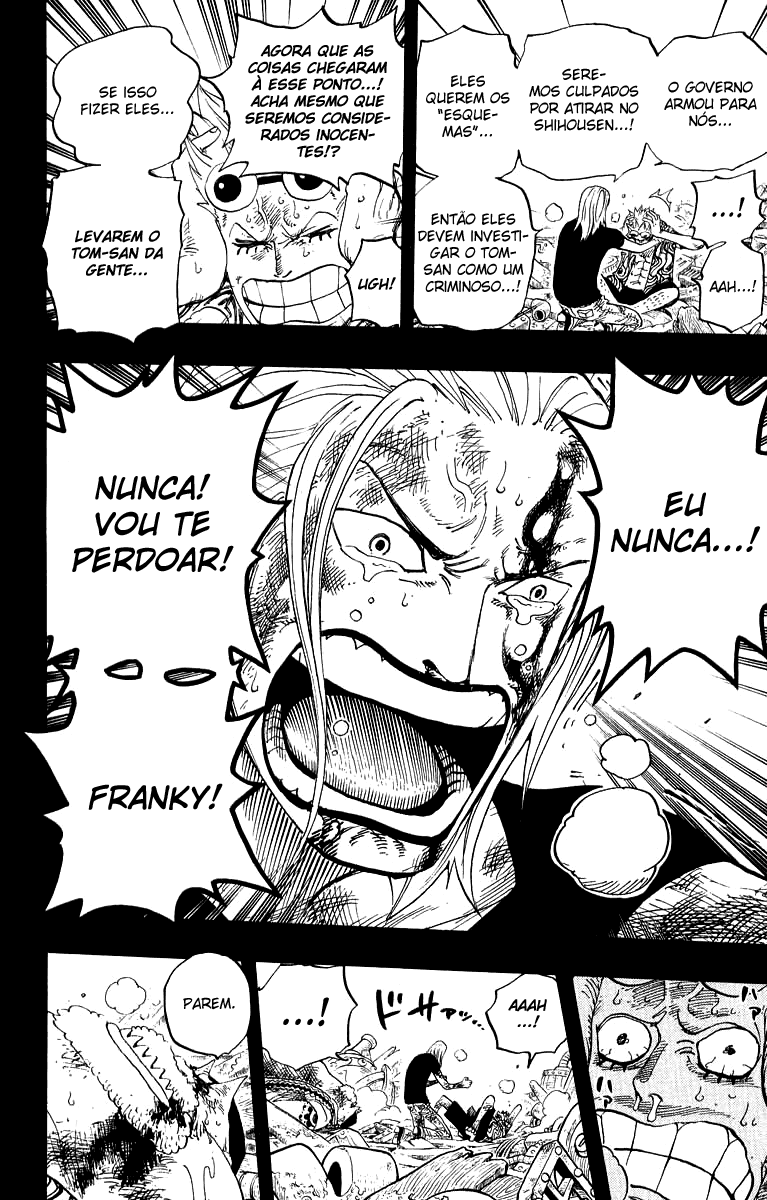 O GOVERNO
ARMOU PARA
NÓS...
SERE-
MOS CULPADOS
POR ATIRAR NO
SHIHOUSEN...!
ELES
QUEREM OS
"ESQUE-
MAS"...
...!
AAH...!
ENTÃO ELES
DEVEM INVESTI-
GAR O TOM-
SAN COMO UM
CRIMINOSO...!
AGORA QUE AS
COISAS CHEGARAM
À ESSE PONTO...!
ACHA MESMO QUE
SEREMOS CONSIDE-
RADOS INOCEN-
TES!?
SE ISSO
FIZER ELES...
UGH!
LEVAREM O
TOM-SAN DA
GENTE...
EU
NUNCA...!
NUNCA!
VOU TE
PERDOAR!
FRANKY!
AAAH
...!
ドサァッ...
...!
PAREM.